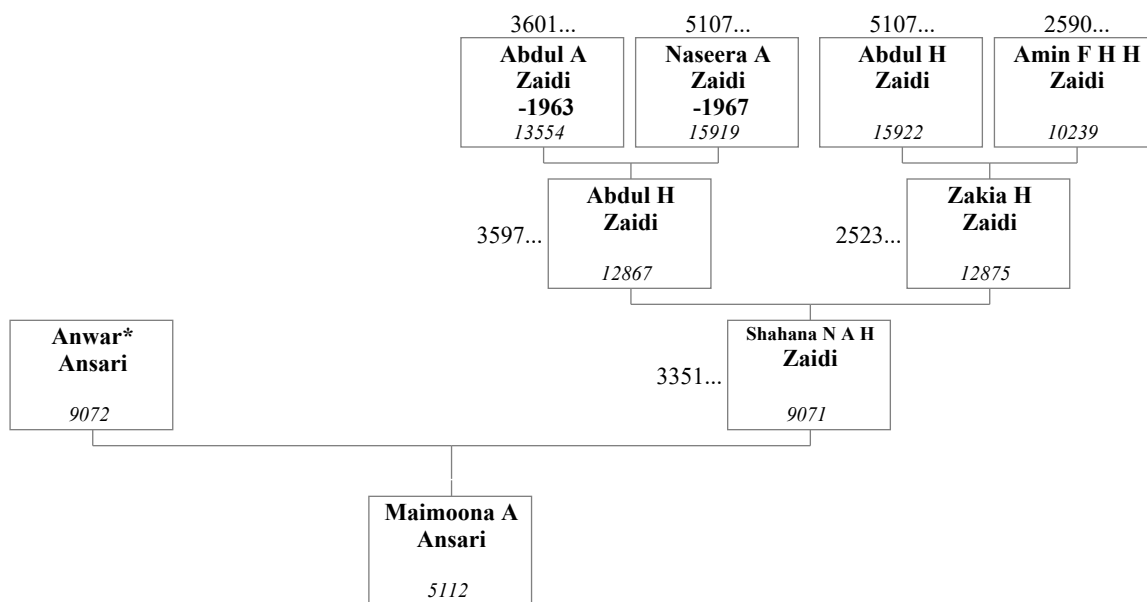 3601...
5107...
5107...
2590...
Abdul A
Zaidi
-1963
13554
Naseera A
Zaidi
-1967
15919
Abdul H
Zaidi
15922
Amin F H H
Zaidi
10239
3597...
Abdul H
Zaidi
12867
2523...
Zakia H
Zaidi
12875
Anwar*
Ansari
9072
3351...
Shahana N A H
Zaidi
9071
Maimoona A
Ansari
5112